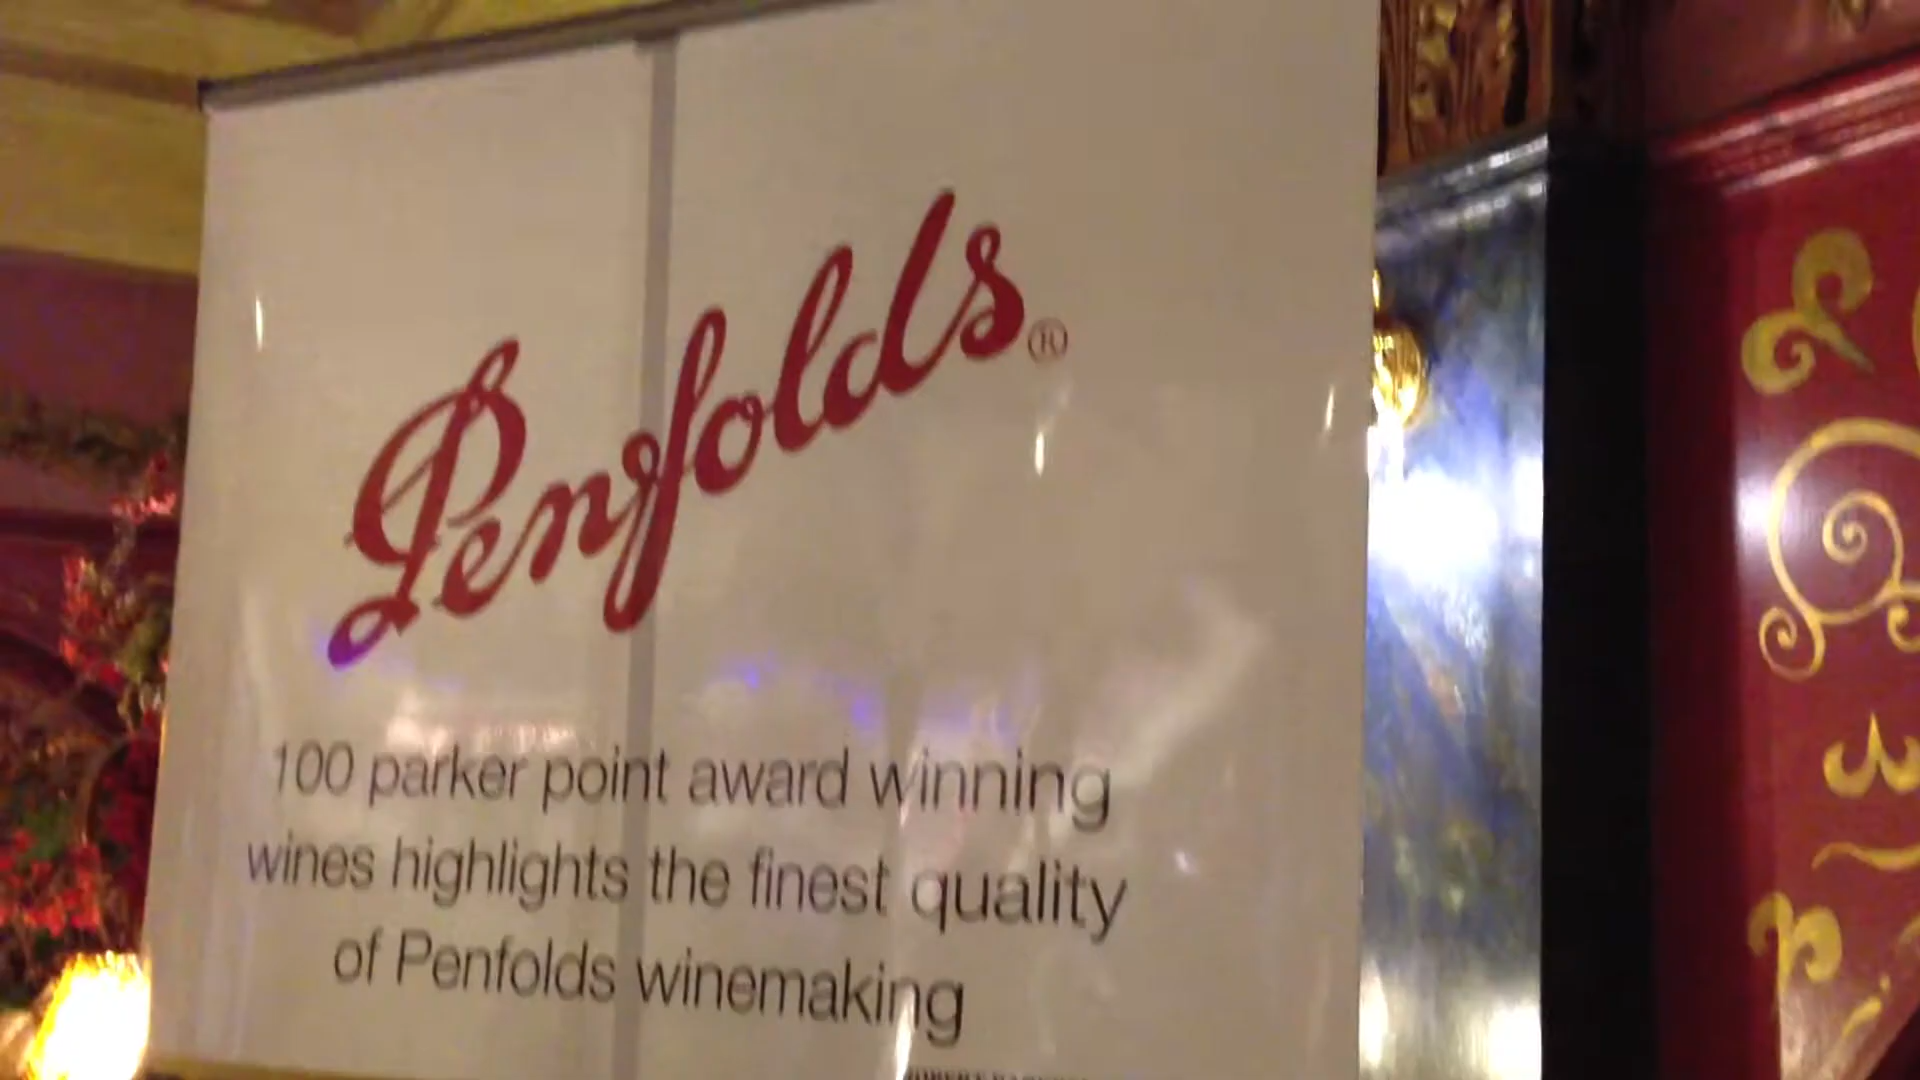 Penfolds®
100 parker point award winning
wines highlights the finest quality
of Penfolds winemaking